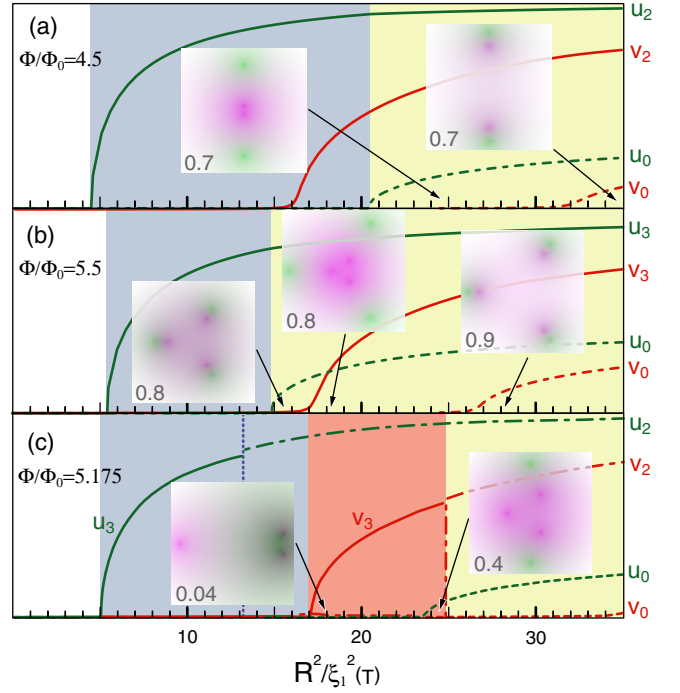 (a)
Φ/Φ₀=4.5
0.7
0.7
u₂
v₂
u₀
v₀
(b)
Φ/Φ₀=5.5
0.8
0.8
0.9
u₃
v₃
u₀
v₀
(c)
Φ/Φ₀=5.175
u₃
v₃
0.04
0.4
u₂
v₂
u₀
v₀
10 20 30
R²/ξ₁²(T)